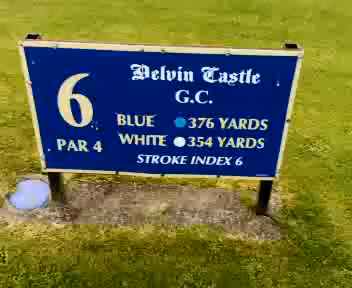 6
PAR 4
Delvin Castle
G.C.
BLUE 376 YARDS
WHITE 354 YARDS
STROKE INDEX 6